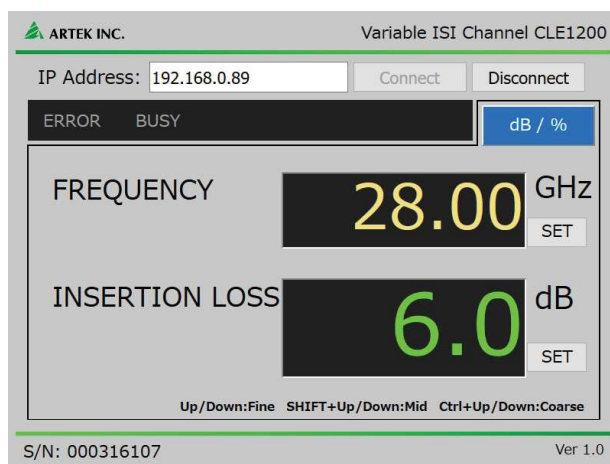 ARTEK INC. Variable ISI Channel CLE1200
IP Address: 192.168.0.89 Connect Disconnect
ERROR BUSY dB / %
FREQUENCY 28.00 GHz
SET
INSERTION LOSS 6.0 dB
SET
Up/Down:Fine SHIFT+Up/Down:Mid Ctrl+Up/Down:Coarse
S/N: 000316107 Ver 1.0